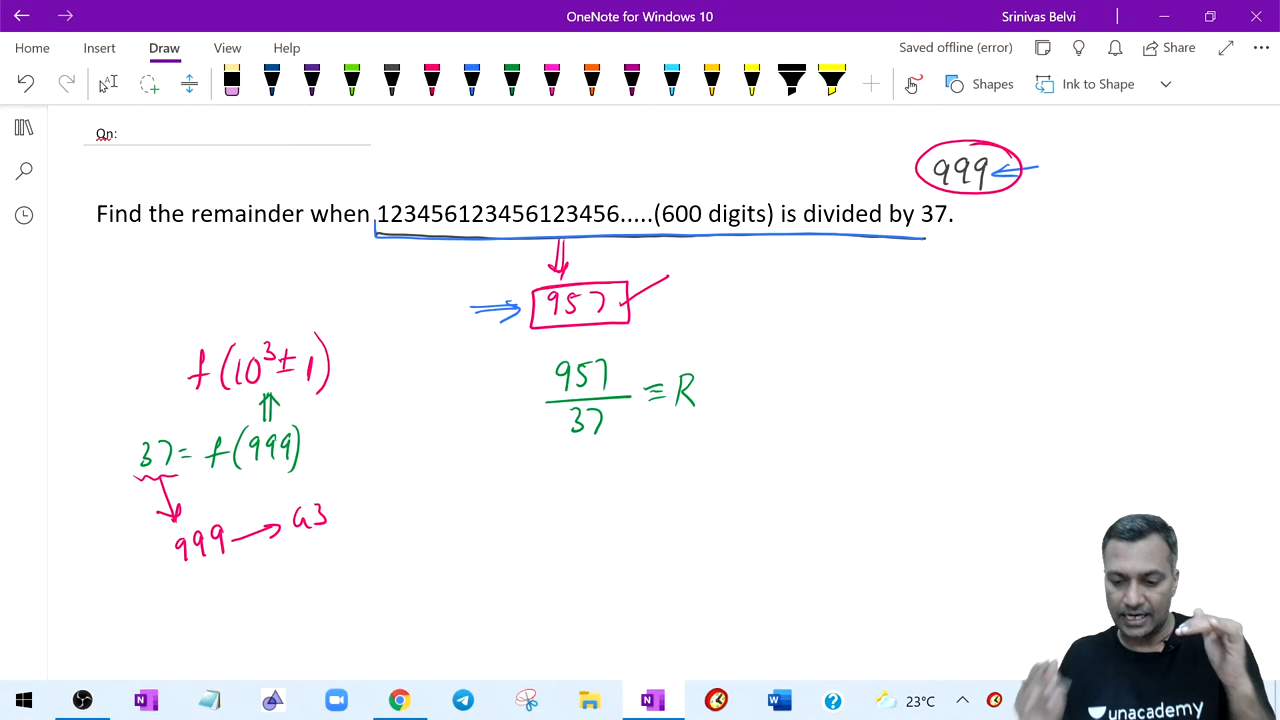 OneNote for Windows 10
Srinivas Belvi
Home Insert Draw View Help
Saved offline (error)
Share
Shapes
Ink to Shape
Qn:
999
Find the remainder when 123456123456123456.....(600 digits) is divided by 37.
957
f(10³ ± 1)
957
37
≡ R
37 = f(999)
999 → G3
23°C
unacademy